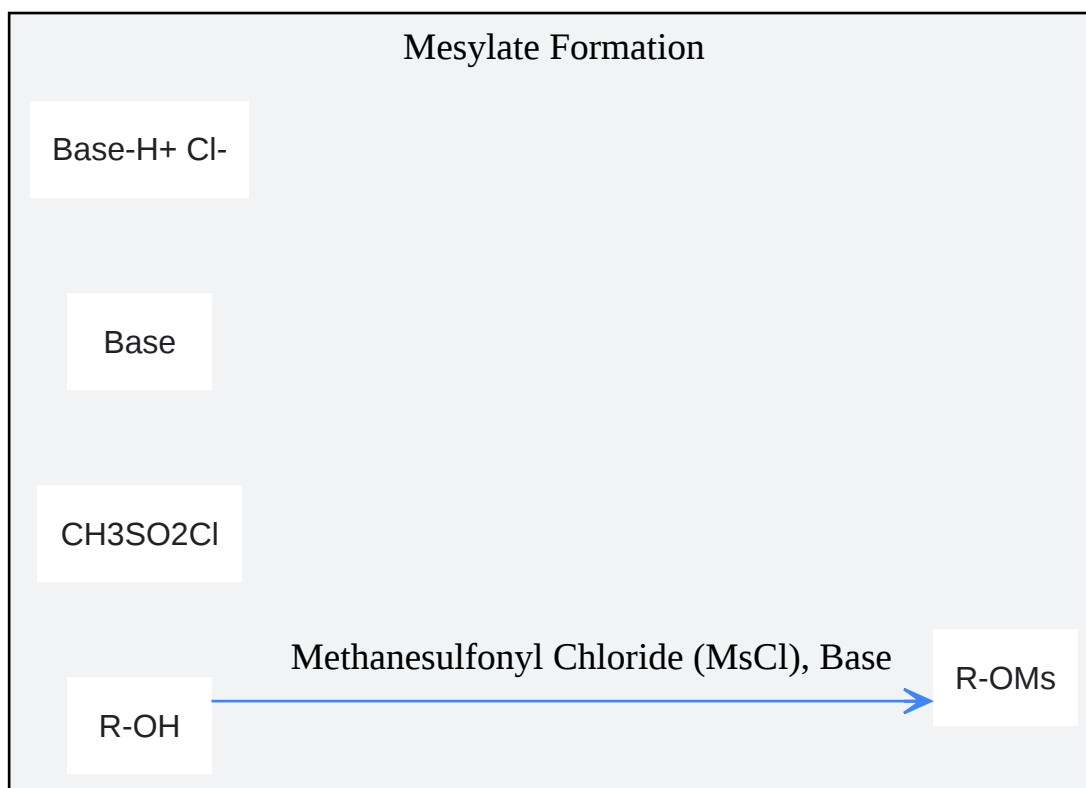 Mesylate Formation
Base-H+ Cl-
Base
CH3SO2Cl
Methanesulfonyl Chloride (MsCl), Base
R-OMs
R-OH